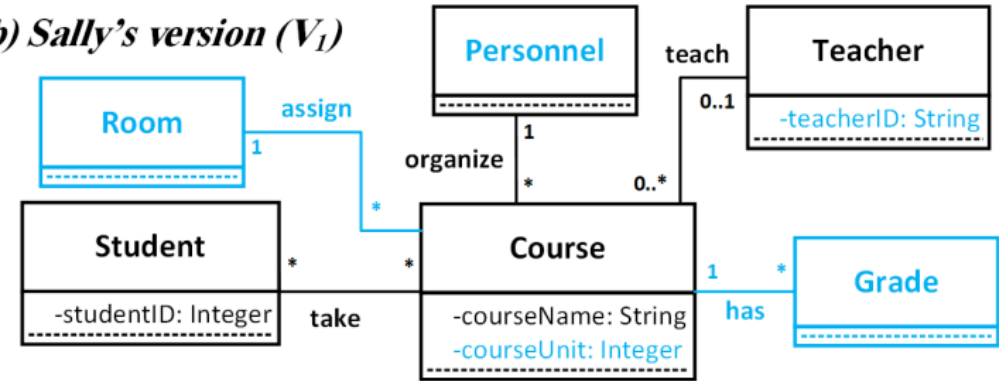 b) Sally's version (V1)
Personnel
teach
Teacher
Room
assign
0..1
-teacherID: String
1
1
organize
*
0..*
*
Student
*
*
Course
1
*
Grade
-studentID: Integer
take
-courseName: String
has
-courseUnit: Integer